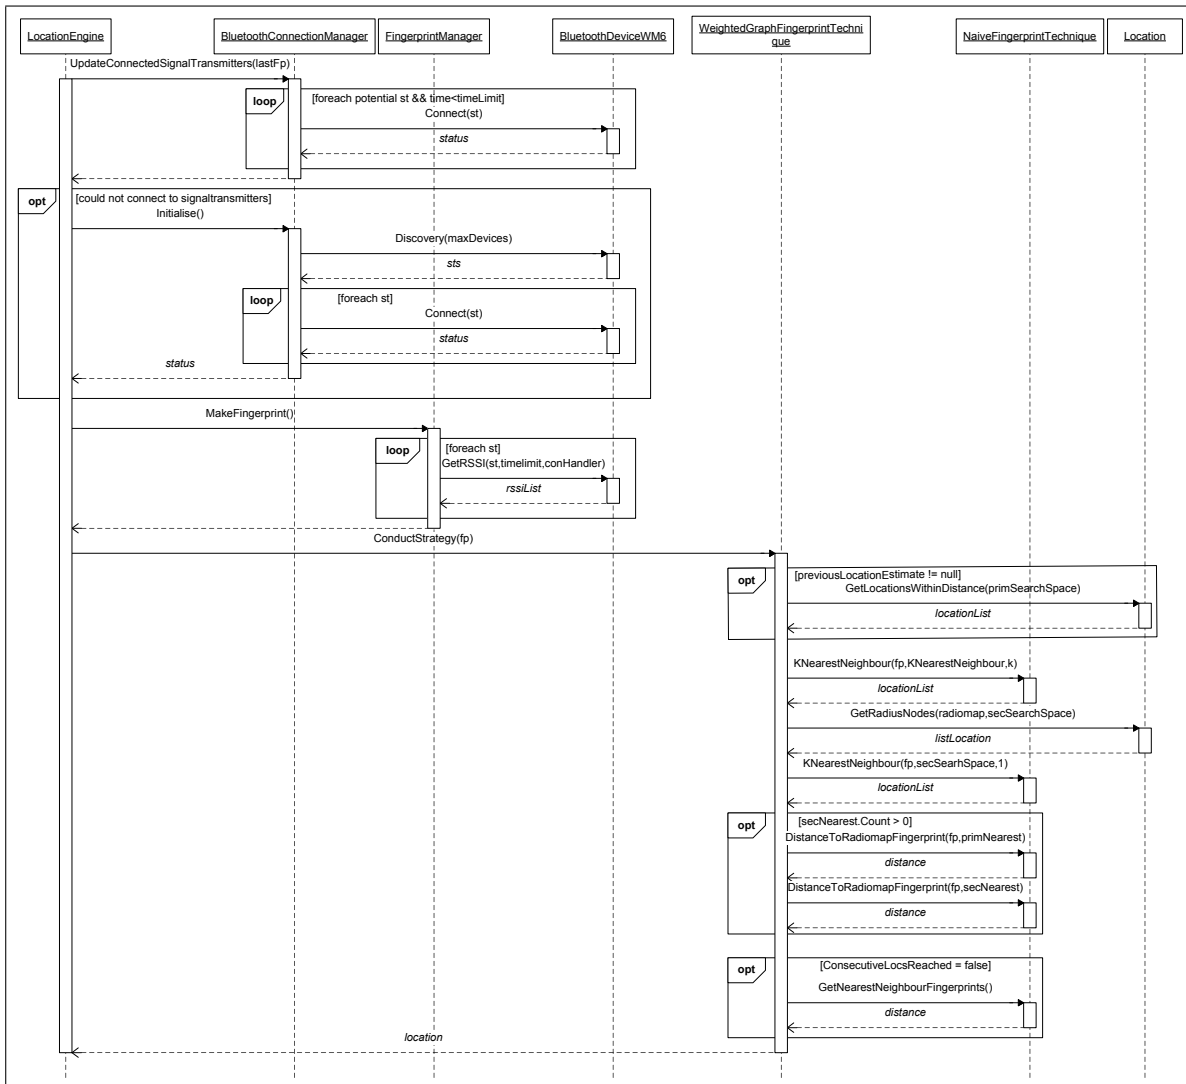 LocationEngine
BluetoothConnectionManager
FingerprintManager
BluetoothDeviceWM6
WeightedGraphFingerprintTechni
que
NaiveFingerprintTechnique
Location
UpdateConnectedSignalTransmitters(lastFp)
loop
[foreach potential st && time<timeLimit]
Connect(st)
status
opt
[could not connect to signaltransmitters]
Initialise()
Discovery(maxDevices)
sts
loop
[foreach st]
Connect(st)
status
status
MakeFingerprint()
loop
[foreach st]
GetRSSI(st,timelimit,conHandler)
rssiList
ConductStrategy(fp)
opt
[previousLocationEstimate != null]
GetLocationsWithinDistance(primSearchSpace)
locationList
KNearestNeighbour(fp,KNearestNeighbour,k)
locationList
GetRadiusNodes(radiomap,secSearchSpace)
listLocation
KNearestNeighbour(fp,secSearhSpace,1)
locationList
opt
[secNearest.Count > 0]
DistanceToRadiomapFingerprint(fp,primNearest)
distance
DistanceToRadiomapFingerprint(fp,secNearest)
distance
opt
[ConsecutiveLocsReached = false]
GetNearestNeighbourFingerprints()
distance
location